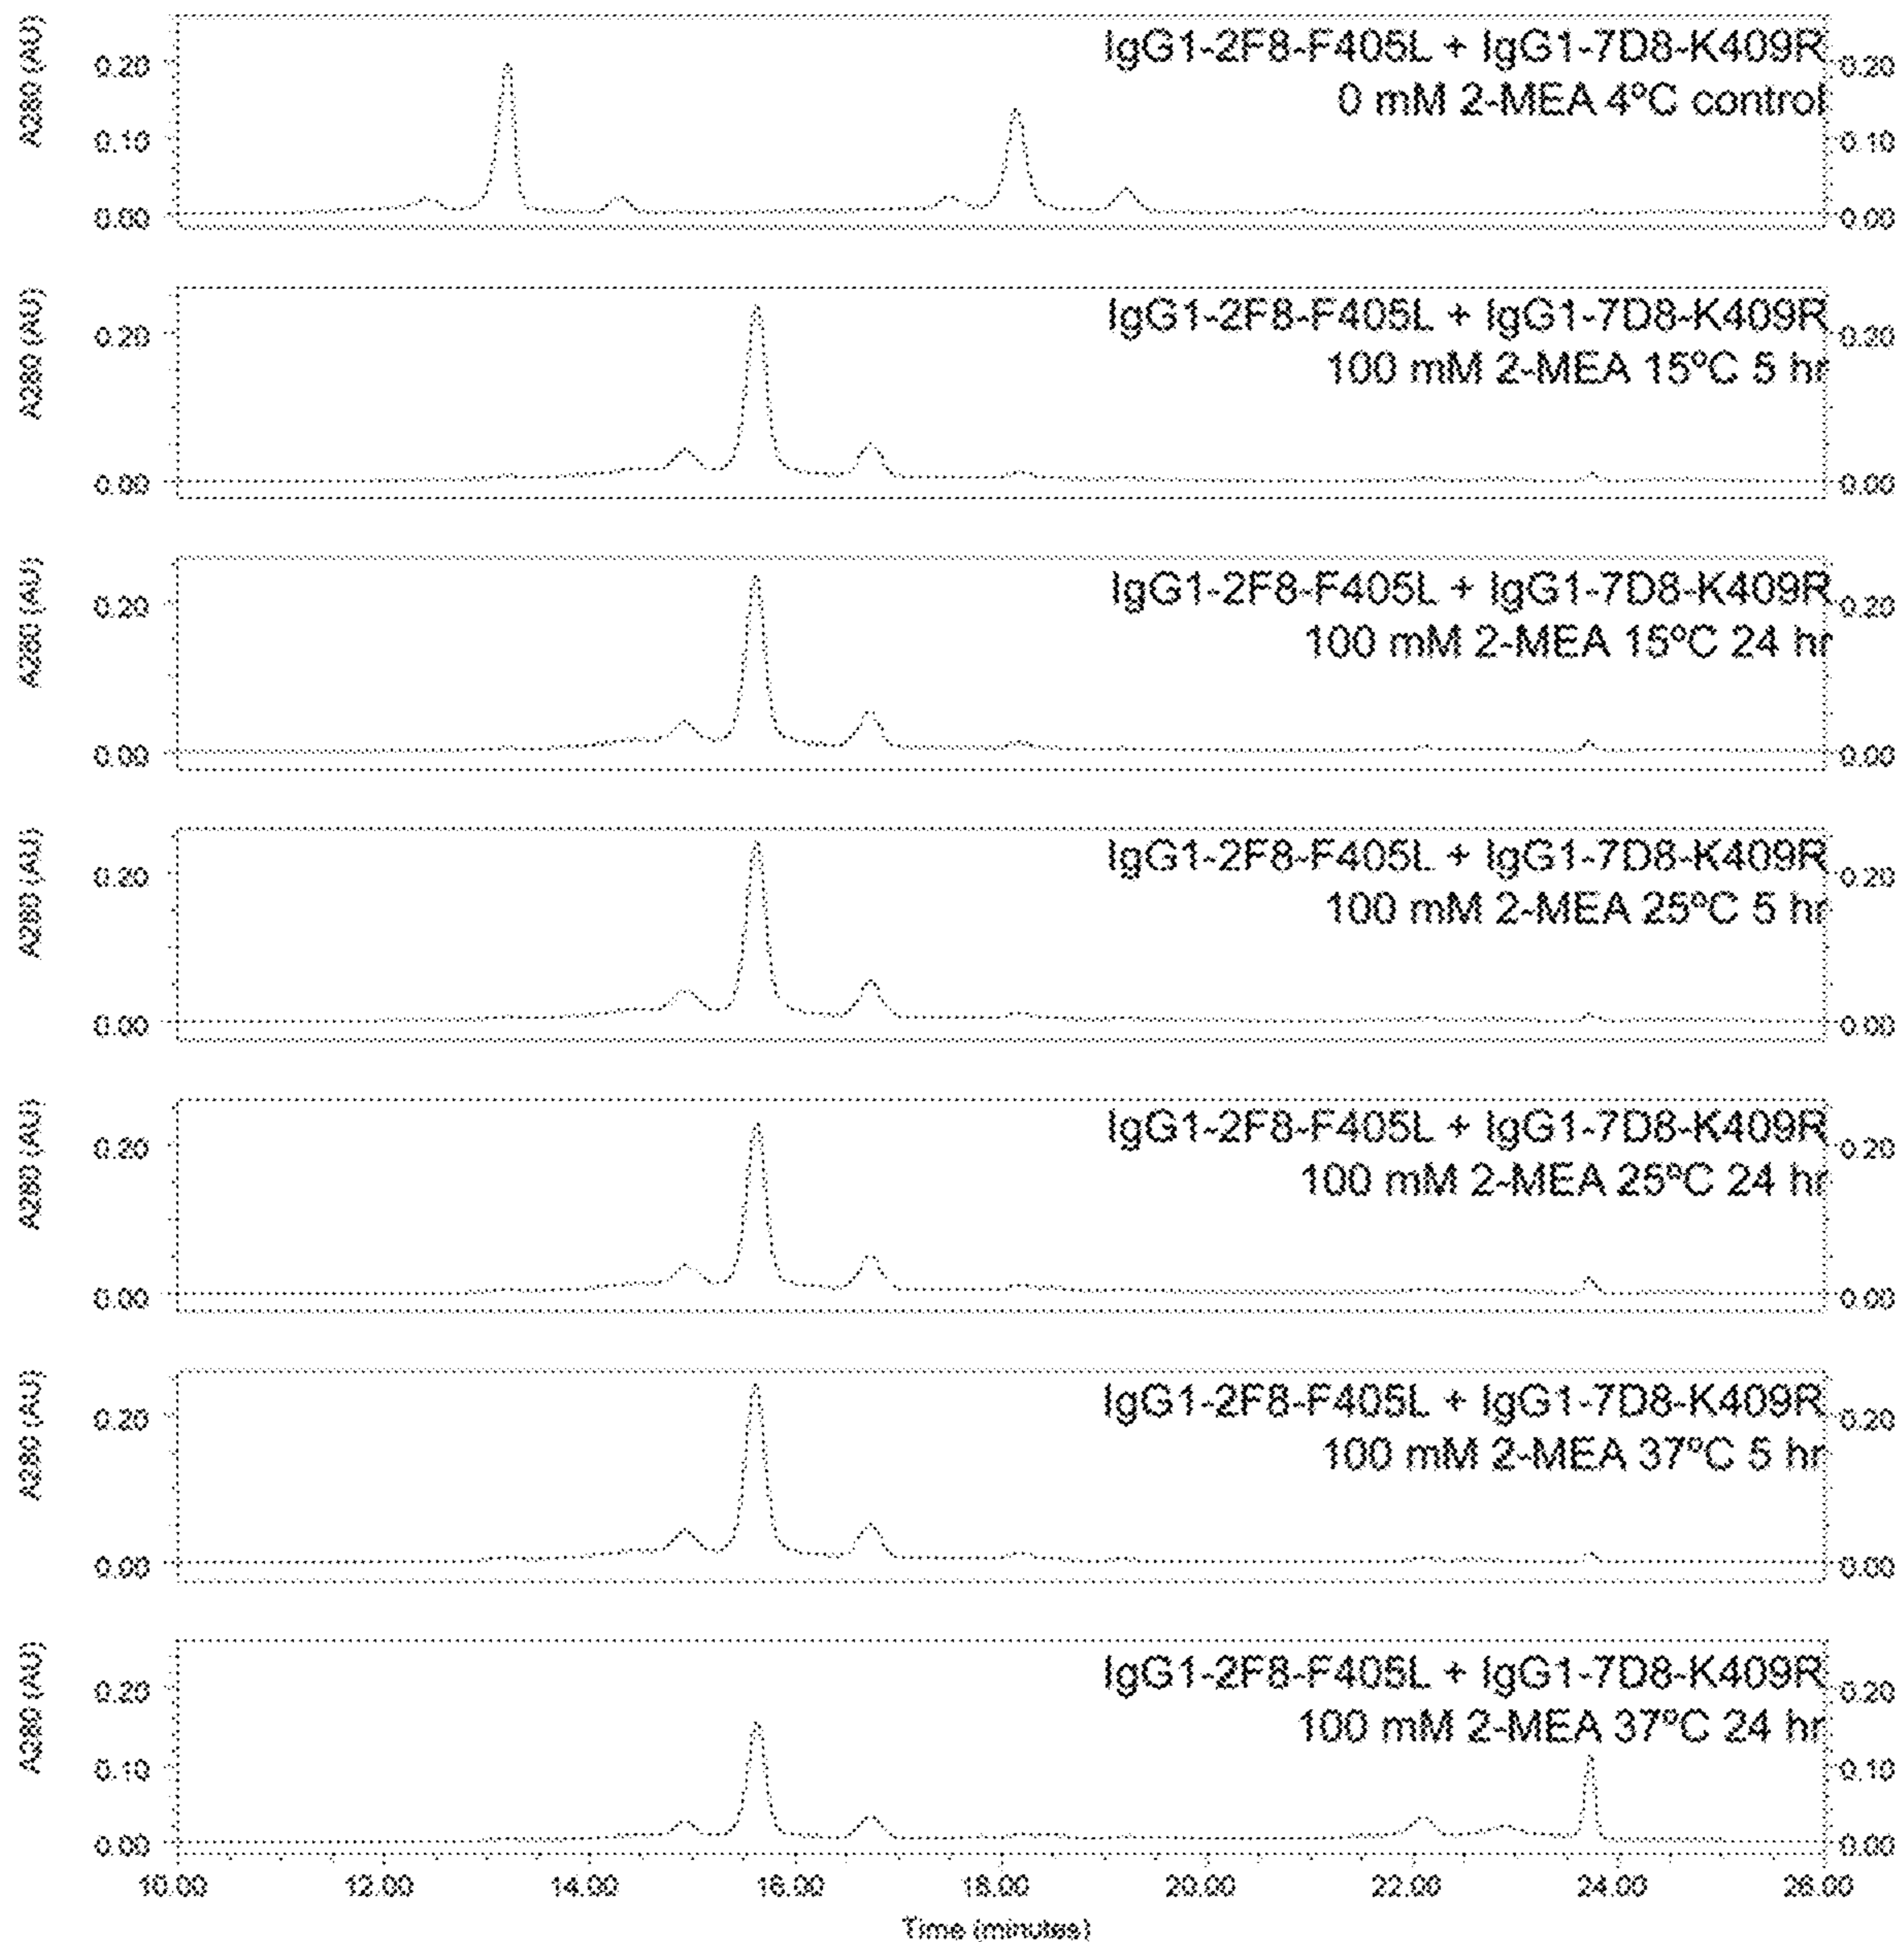 A280 (AU)
0.20
0.10
0.00
IgG1-2F8-F405L + IgG1-7D8-K409R
0 mM 2-MEA 4ºC control
0.20
0.10
0.00
A280 (AU)
0.20
0.00
IgG1-2F8-F405L + IgG1-7D8-K409R
100 mM 2-MEA 15ºC 5 hr
0.20
0.00
A280 (AU)
0.20
0.00
IgG1-2F8-F405L + IgG1-7D8-K409R
100 mM 2-MEA 15ºC 24 hr
0.20
0.00
A280 (AU)
0.20
0.00
IgG1-2F8-F405L + IgG1-7D8-K409R
100 mM 2-MEA 25ºC 5 hr
0.20
0.00
A280 (AU)
0.20
0.00
IgG1-2F8-F405L + IgG1-7D8-K409R
100 mM 2-MEA 25ºC 24 hr
0.20
0.00
A280 (AU)
0.20
0.00
IgG1-2F8-F405L + IgG1-7D8-K409R
100 mM 2-MEA 37ºC 5 hr
0.20
0.00
A280 (AU)
0.20
0.10
0.00
IgG1-2F8-F405L + IgG1-7D8-K409R
100 mM 2-MEA 37ºC 24 hr
0.20
0.10
0.00
10.00 12.00 14.00 16.00 18.00 20.00 22.00 24.00 26.00
Time (minutes)